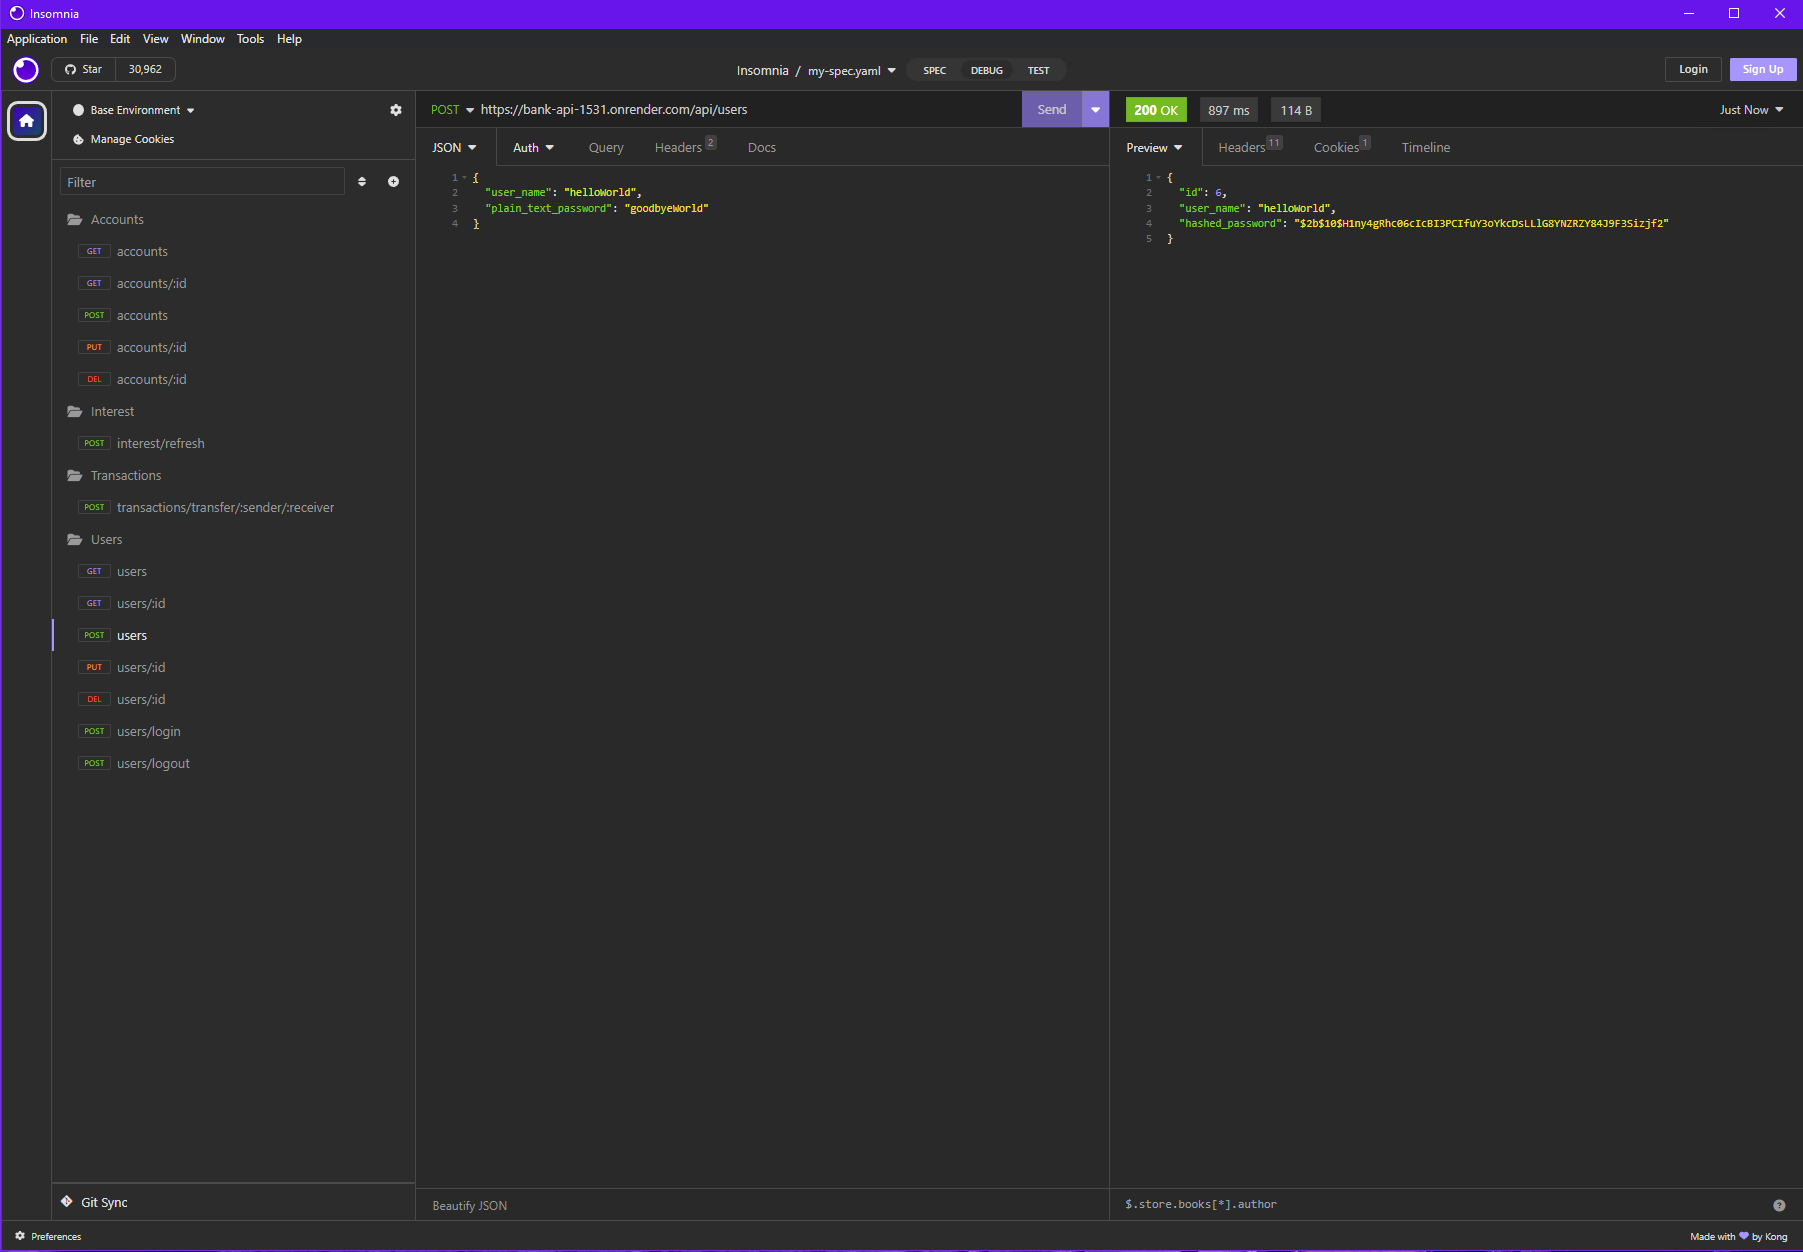 Insomnia
Application File Edit View Window Tools Help
Star 30,962
Insomnia / my-spec.yaml SPEC DEBUG TEST
Login Sign Up
Base Environment
Manage Cookies
Filter
Accounts
GET accounts
GET accounts/:id
POST accounts
PUT accounts/:id
DEL accounts/:id
Interest
POST interest/refresh
Transactions
POST transactions/transfer/:sender/:receiver
Users
GET users
GET users/:id
POST users
PUT users/:id
DEL users/:id
POST users/login
POST users/logout
Git Sync
Preferences
POST https://bank-api-1531.onrender.com/api/users Send
JSON Auth Query Headers 2 Docs
1 {
2 "user_name": "helloWorld",
3 "plain_text_password": "goodbyeWorld"
4 }
Beautify JSON
200 OK 897 ms 114 B Just Now
Preview Headers 11 Cookies 1 Timeline
1 {
2 "id": 6,
3 "user_name": "helloWorld",
4 "hashed_password": "$2b$10$H1ny4gRhc06cIcBI3PCIfuY3oYkcDsLLlG8YNZRZY84J9F3Sizjf2"
5 }
$.store.books[*].author
Made with by Kong